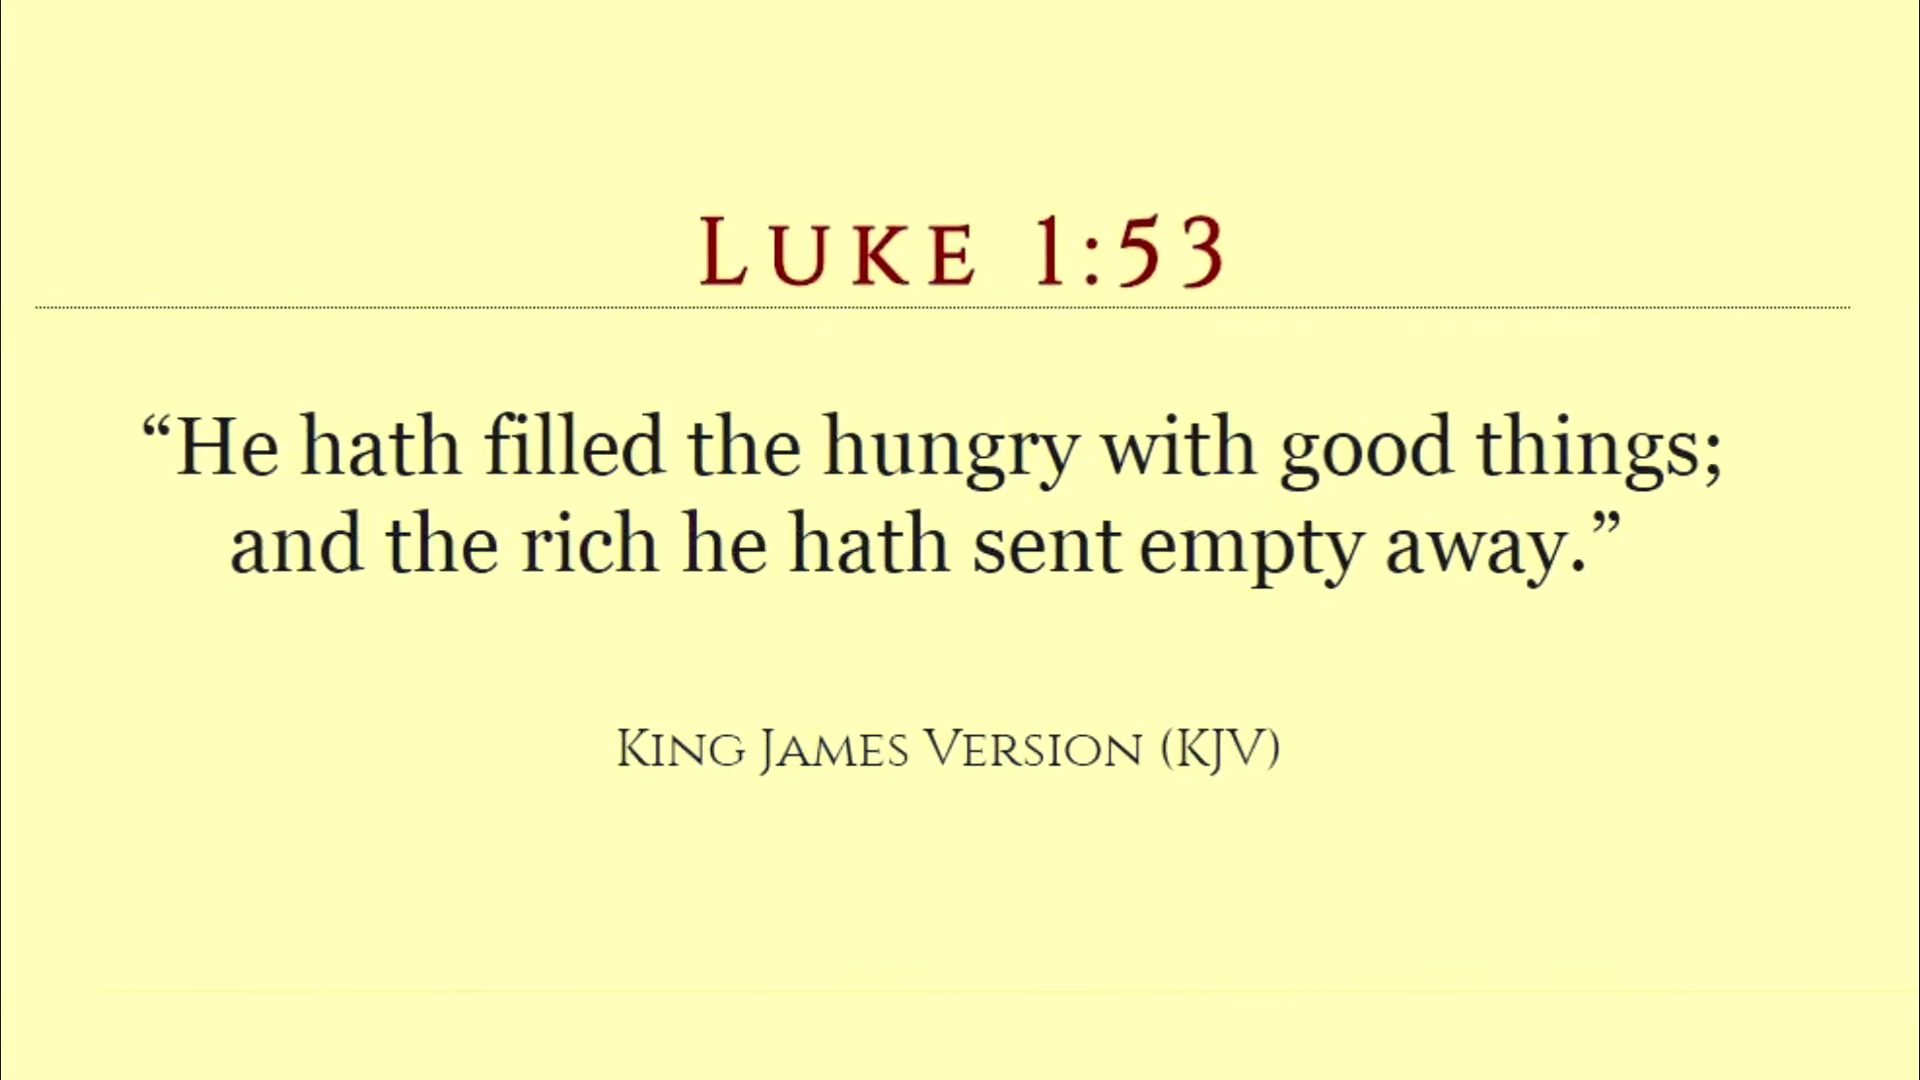 Luke 1:53
“He hath filled the hungry with good things;
and the rich he hath sent empty away.”
King James Version (KJV)